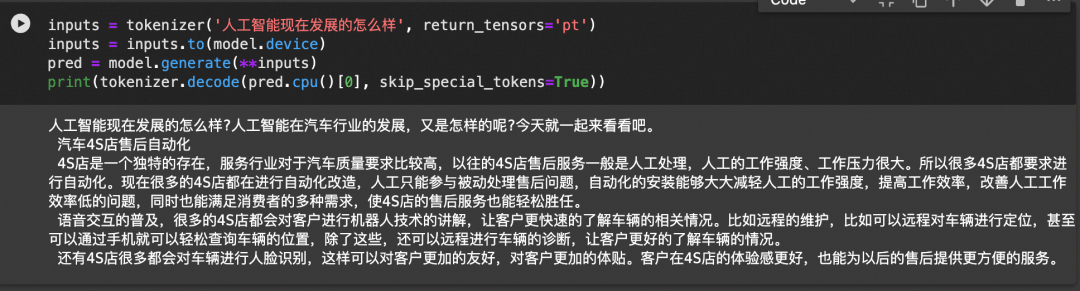 Code
inputs = tokenizer('人工智能现在发展的怎么样', return_tensors='pt')
inputs = inputs.to(model.device)
pred = model.generate(**inputs)
print(tokenizer.decode(pred.cpu()[0], skip_special_tokens=True))
人工智能现在发展的怎么样?人工智能在汽车行业的发展，又是怎样的呢?今天就一起来看看吧。
汽车4S店售后自动化
4S店是一个独特的存在，服务行业对于汽车质量要求比较高，以往的4S店售后服务一般是人工处理，人工的工作强度、工作压力很大。所以很多4S店都要求进
行自动化。现在很多的4S店都在进行自动化改造，人工只能参与被动处理售后问题，自动化的安装能够大大减轻人工的工作强度，提高工作效率，改善人工工作
效率低的问题，同时也能满足消费者的多种需求，使4S店的售后服务也能轻松胜任。
语音交互的普及，很多的4S店都会对客户进行机器人技术的讲解，让客户更快速的了解车辆的相关情况。比如远程的维护，比如可以远程对车辆进行定位，甚至
可以通过手机就可以轻松查询车辆的位置，除了这些，还可以远程进行车辆的诊断，让客户更好的了解车辆的情况。
还有4S店很多都会对车辆进行人脸识别，这样可以对客户更加的友好，对客户更加的体贴。客户在4S店的体验感更好，也能为以后的售后提供更方便的服务。